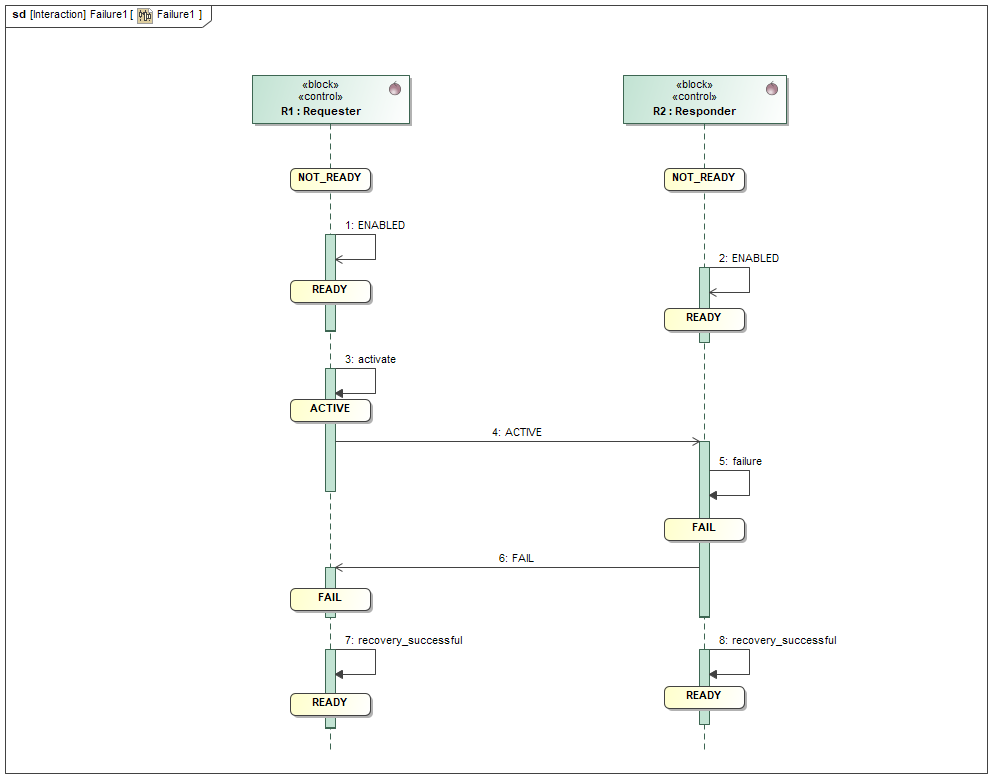 sd [Interaction] Failure1 [ Failure1 ]
«block»
«control»
R1 : Requester
«block»
«control»
R2 : Responder
NOT_READY
NOT_READY
1: ENABLED
2: ENABLED
READY
READY
3: activate
ACTIVE
4: ACTIVE
5: failure
FAIL
6: FAIL
FAIL
7: recovery_successful
8: recovery_successful
READY
READY